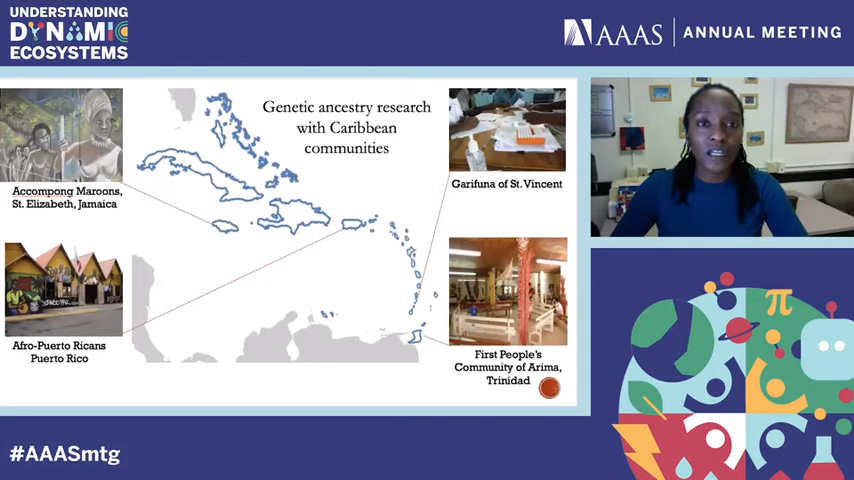 UNDERSTANDING
DYNAMIC
ECOSYSTEMS
AAAS
ANNUAL MEETING
Genetic ancestry research
with Caribbean
communities
Accompong Maroons,
St. Elizabeth, Jamaica
Garifuna of St. Vincent
Afro-Puerto Ricans
Puerto Rico
First People's
Community of Arima,
Trinidad
π
#AAASmtg